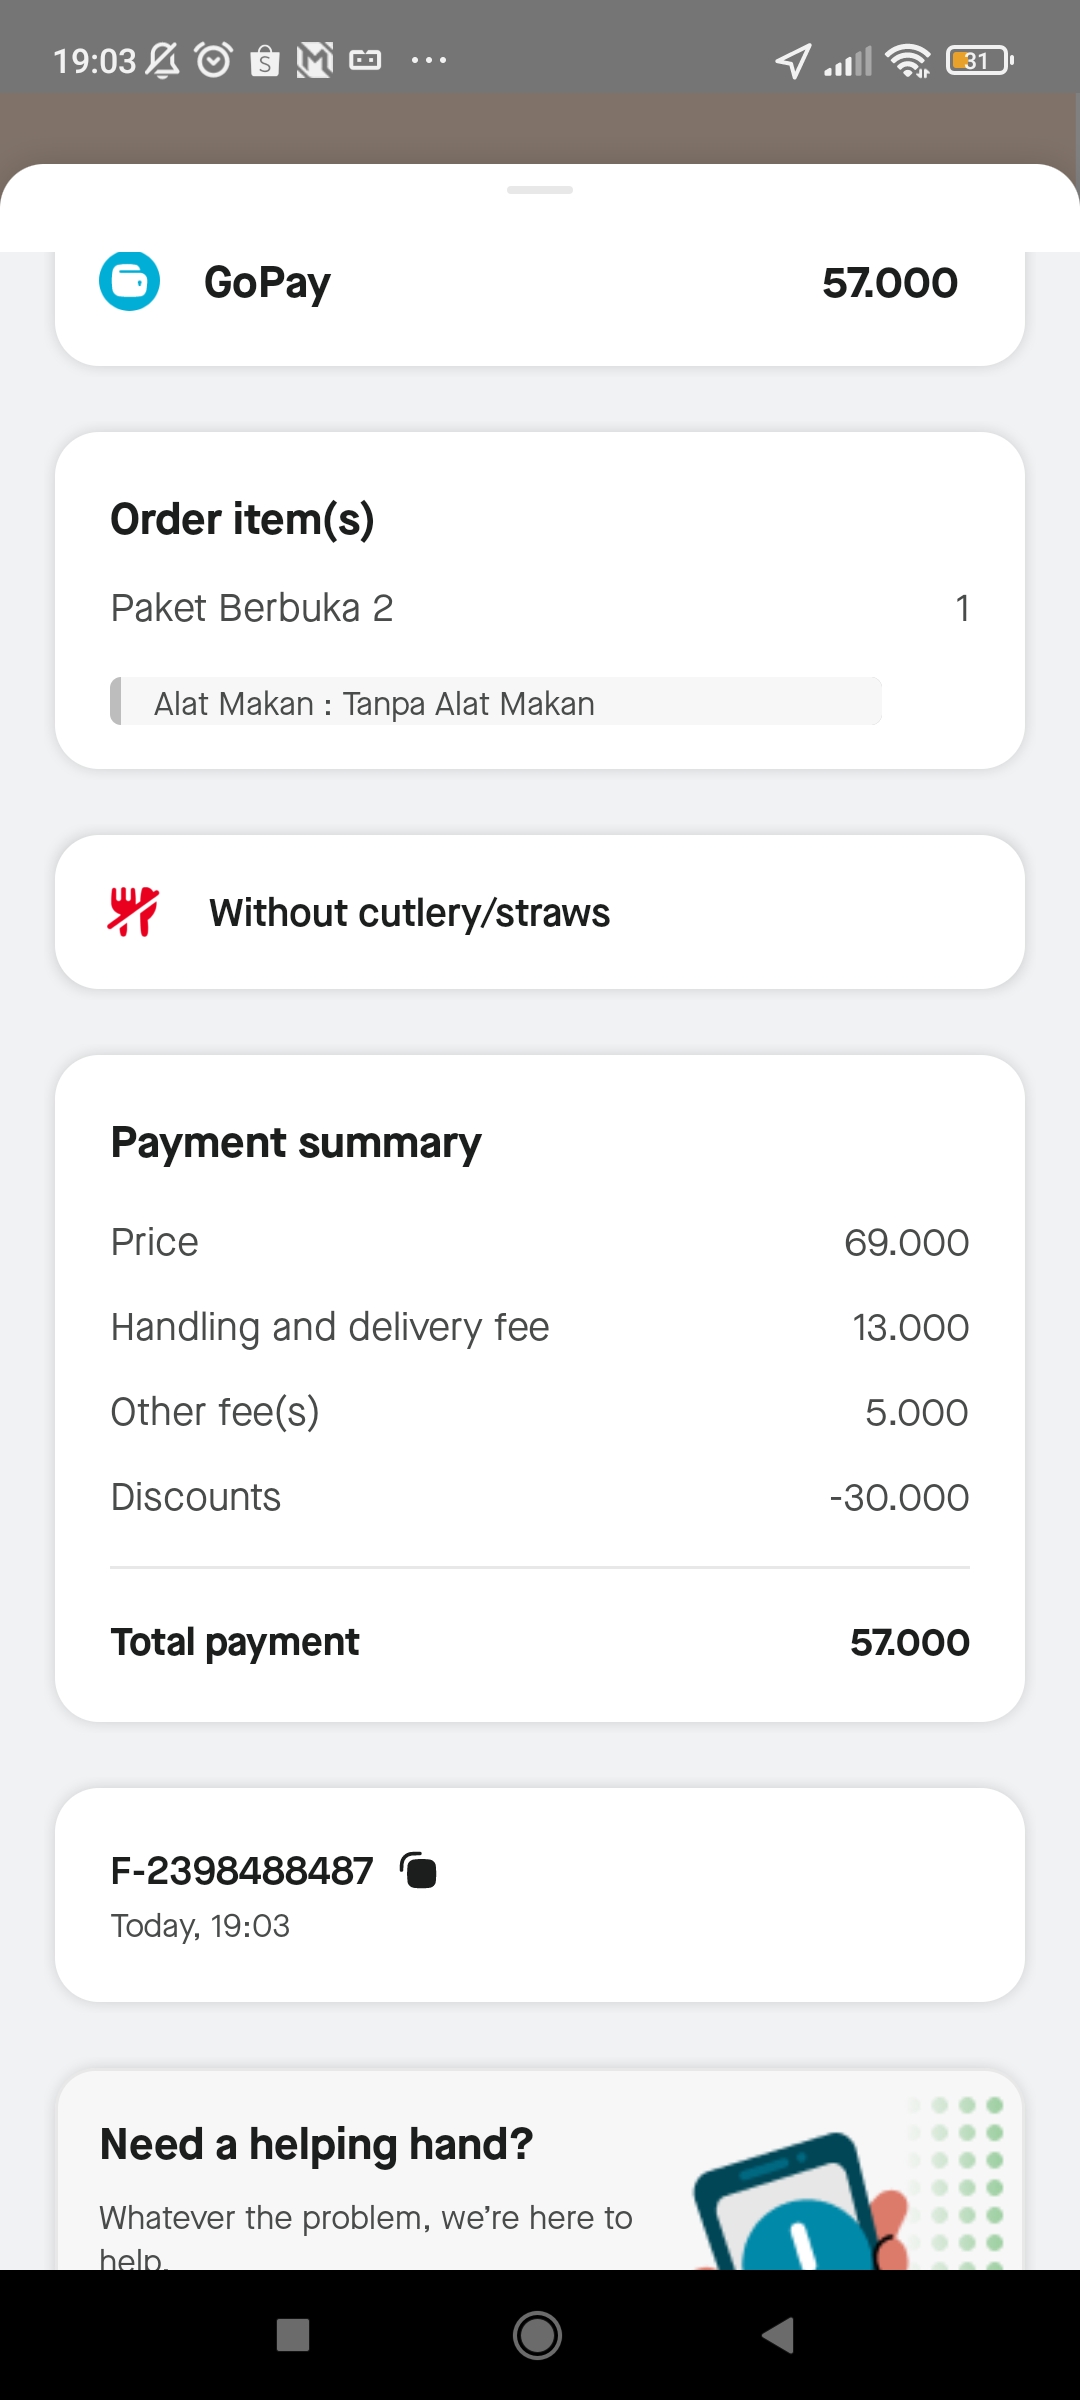 19:03
31
GoPay 57.000
Order item(s)
Paket Berbuka 2 1
Alat Makan : Tanpa Alat Makan
Without cutlery/straws
Payment summary
Price 69.000
Handling and delivery fee 13.000
Other fee(s) 5.000
Discounts -30.000
Total payment 57.000
F-2398488487
Today, 19:03
Need a helping hand?
Whatever the problem, we’re here to
help.